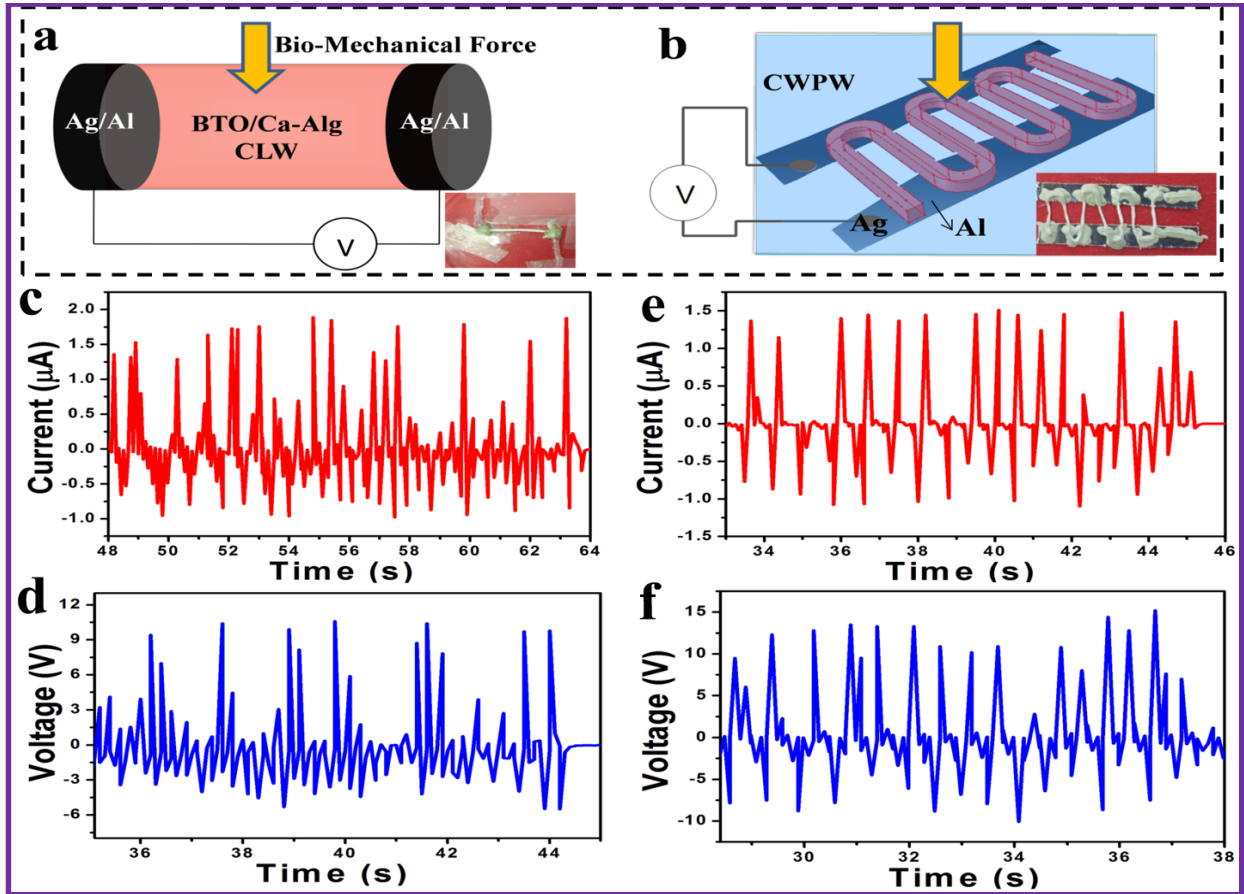 a
Bio-Mechanical Force
Ag/Al
BTO/Ca-Alg
CLW
Ag/Al
V
b
CWPW
V
Ag
Al
c
Current (µA)
2.0
1.5
1.0
0.5
0.0
-0.5
-1.0
48 50 52 54 56 58 60 62 64
Time (s)
e
Current (µA)
1.5
1.0
0.5
0.0
-0.5
-1.0
-1.5
34 36 38 40 42 44 46
Time (s)
d
Voltage (V)
12
9
6
3
0
-3
-6
36 38 40 42 44
Time (s)
f
Voltage (V)
15
10
5
0
-5
-10
30 32 34 36 38
Time (s)